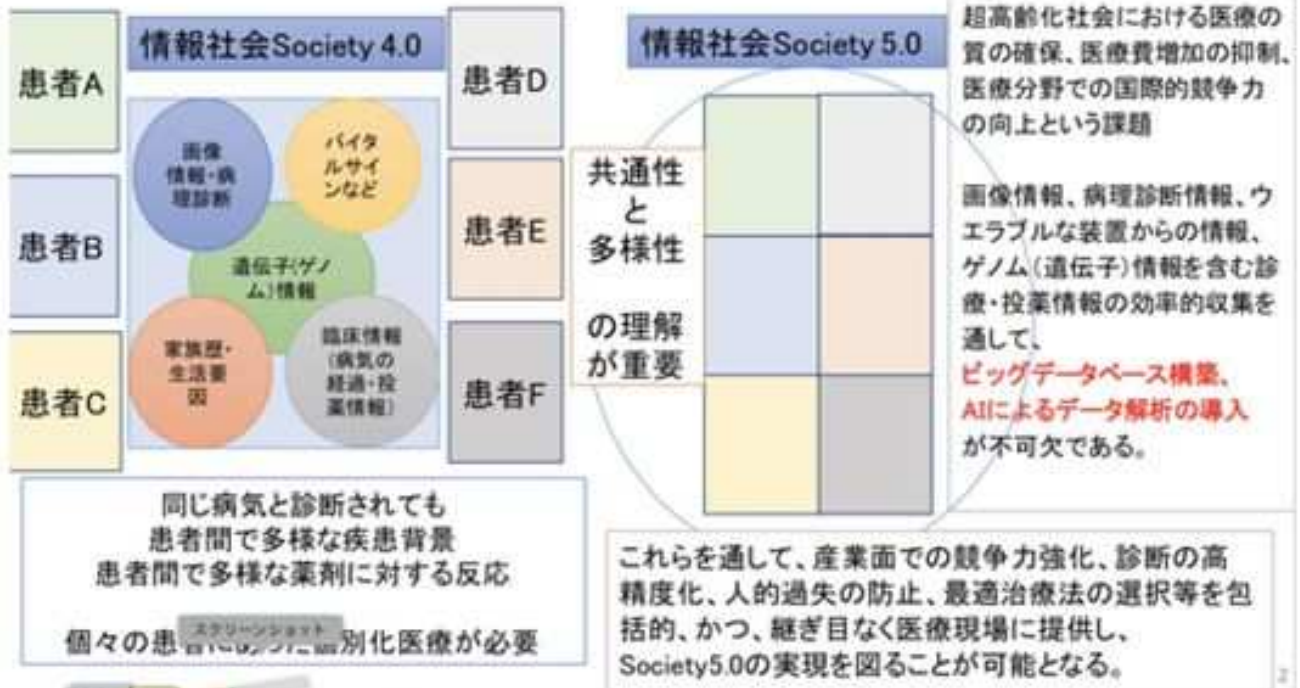 情報社会Society 4.0
患者A
患者B
患者C
画像
情報・病
理診断
バイタ
ルサイ
ンなど
遺伝子(ゲノ
ム)情報
家族歴・
生活要
因
臨床情報
(病気の
経過・投
薬情報)
患者D
患者E
患者F
同じ病気と診断されても
患者間で多様な疾患背景
患者間で多様な薬剤に対する反応
個々の患
スクリーンショット
別化医療が必要
情報社会Society 5.0
共通性
と
多様性
の理解
が重要
超高齢化社会における医療の
質の確保、医療費増加の抑制、
医療分野での国際的競争力
の向上という課題
画像情報、病理診断情報、ウ
エラブルな装置からの情報、
ゲノム(遺伝子)情報を含む診
療・投薬情報の効率的収集を
通して、
ビッグデータベース構築、
AIによるデータ解析の導入
が不可欠である。
これらを通して、産業面での競争力強化、診断の高
精度化、人的過失の防止、最適治療法の選択等を包
括的、かつ、継ぎ目なく医療現場に提供し、
Society5.0の実現を図ることが可能となる。
2